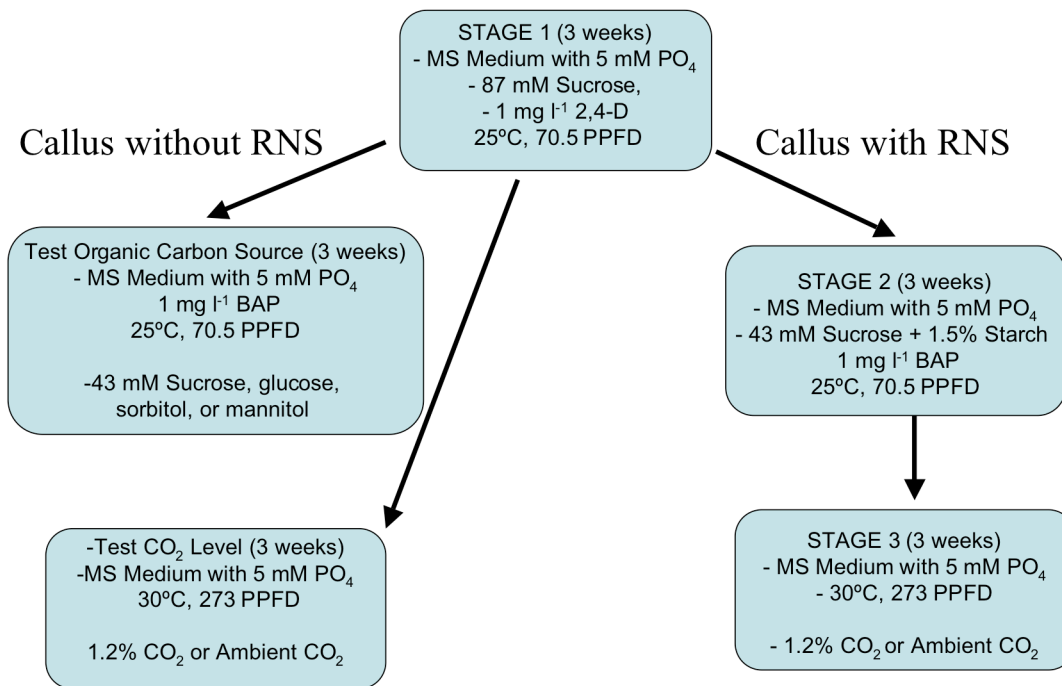 STAGE 1 (3 weeks)
- MS Medium with 5 mM PO₄
- 87 mM Sucrose,
- 1 mg l⁻¹ 2,4-D
25ºC, 70.5 PPFD
Callus without RNS
Callus with RNS
Test Organic Carbon Source (3 weeks)
- MS Medium with 5 mM PO₄
1 mg l⁻¹ BAP
25ºC, 70.5 PPFD
-43 mM Sucrose, glucose,
sorbitol, or mannitol
STAGE 2 (3 weeks)
- MS Medium with 5 mM PO₄
- 43 mM Sucrose + 1.5% Starch
1 mg l⁻¹ BAP
25ºC, 70.5 PPFD
-Test CO₂ Level (3 weeks)
-MS Medium with 5 mM PO₄
30ºC, 273 PPFD
1.2% CO₂ or Ambient CO₂
STAGE 3 (3 weeks)
- MS Medium with 5 mM PO₄
- 30ºC, 273 PPFD
- 1.2% CO₂ or Ambient CO₂